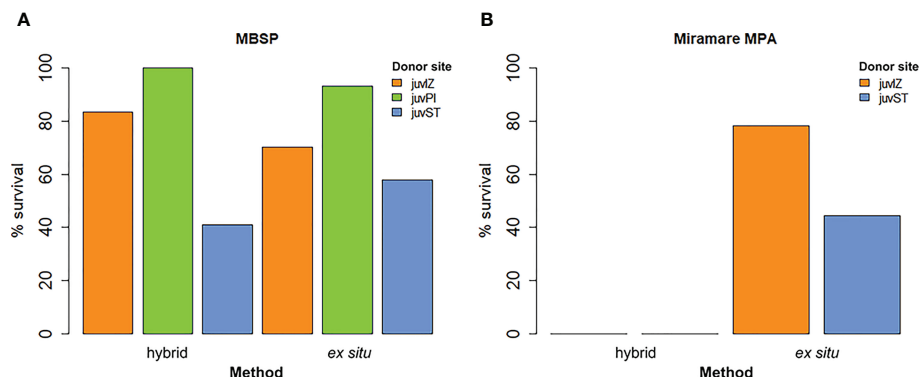 A
MBSP
Donor site
juvIZ
juvPI
juvST
% survival
0
20
40
60
80
100
hybrid
ex situ
Method
B
Miramare MPA
Donor site
juvIZ
juvST
% survival
0
20
40
60
80
100
hybrid
ex situ
Method